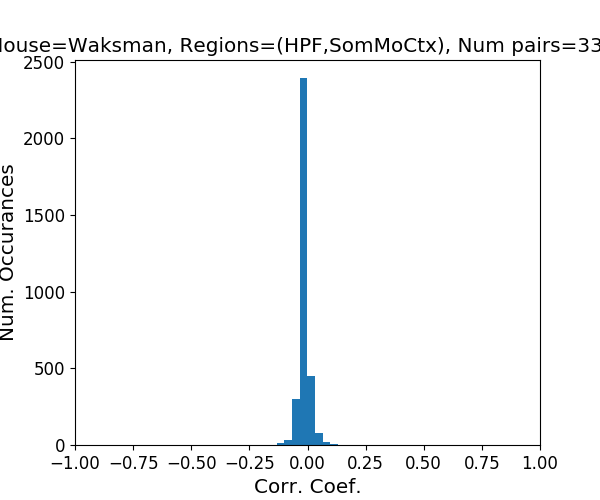 Mouse=Waksman, Regions=(HPF,SomMoCtx), Num pairs=33
2500
2000
1500
1000
500
0
Num. Occurances
−1.00 −0.75 −0.50 −0.25 0.00 0.25 0.50 0.75 1.00
Corr. Coef.